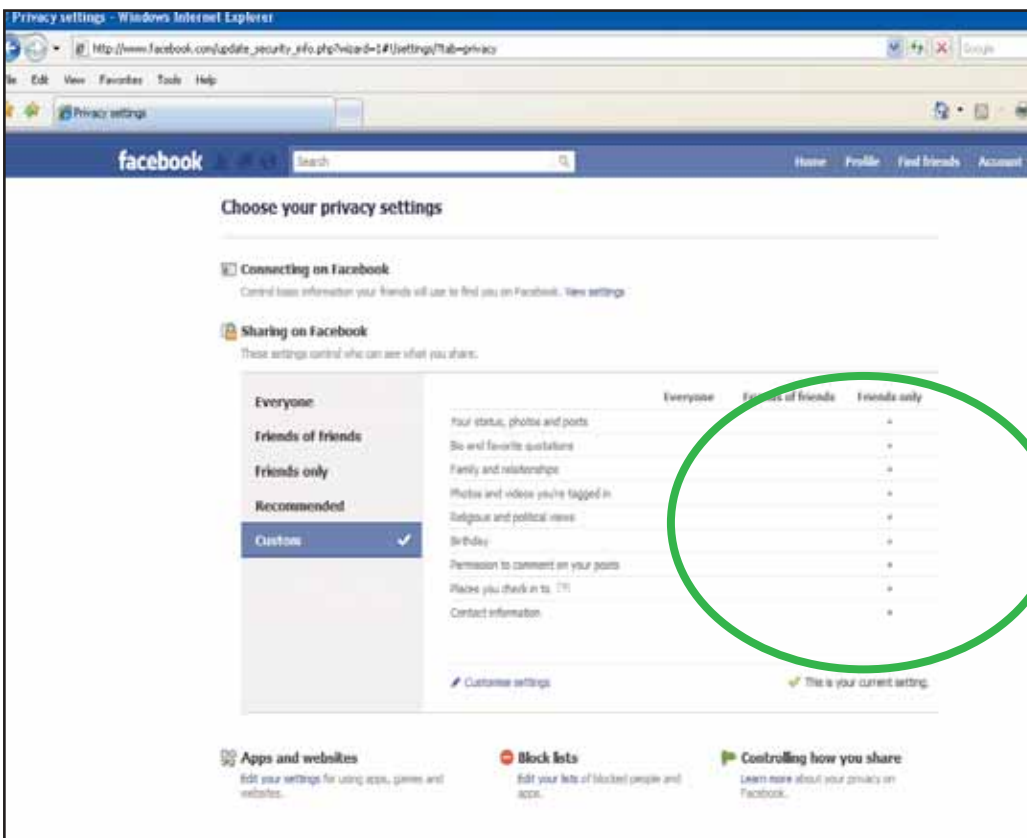 Privacy settings - Windows Internet Explorer
http://www.facebook.com/update_security_info.php?wizard=1#!/settings/?tab=privacy
Google
Edit View Favorites Tools Help
Privacy settings
facebook Search Home Profile Find friends Account
Choose your privacy settings
Connecting on Facebook
Control basic information your friends will use to find you on Facebook. View settings
Sharing on Facebook
These settings control who can see what you share.
Everyone
Friends of friends
Friends only
Recommended
Custom
Everyone Friends of friends Friends only
Your status, photos and posts
Bio and favorite quotations
Family and relationships
Photos and videos you're tagged in
Religious and political views
Birthday
Permission to comment on your posts
Places you check in to [?]
Contact information
Customise settings This is your current setting.
Apps and websites
Edit your settings for using apps, games and
websites.
Block lists
Edit your lists of blocked people and
apps.
Controlling how you share
Learn more about your privacy on
Facebook.